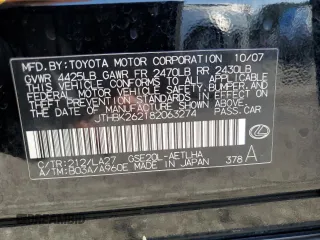 MFD.BY:TOYOTA MOTOR CORPORATION 10/07
GVWR 4425LB GAWR FR 2470LB RR 2430LB
THIS VEHICLE CONFORMS TO ALL APPLICABLE
FEDERAL MOTOR VEHICLE SAFETY, BUMPER, AND
THEFT PREVENTION STANDARDS IN EFFECT ON THE
DATE OF MANUFACTURE SHOWN ABOVE.
JTHBK262182063274 PASS.CAR
C/TR:212/LA27 GSE20L-AETLHA
A/TM:B03A/A960E MADE IN JAPAN 378 A